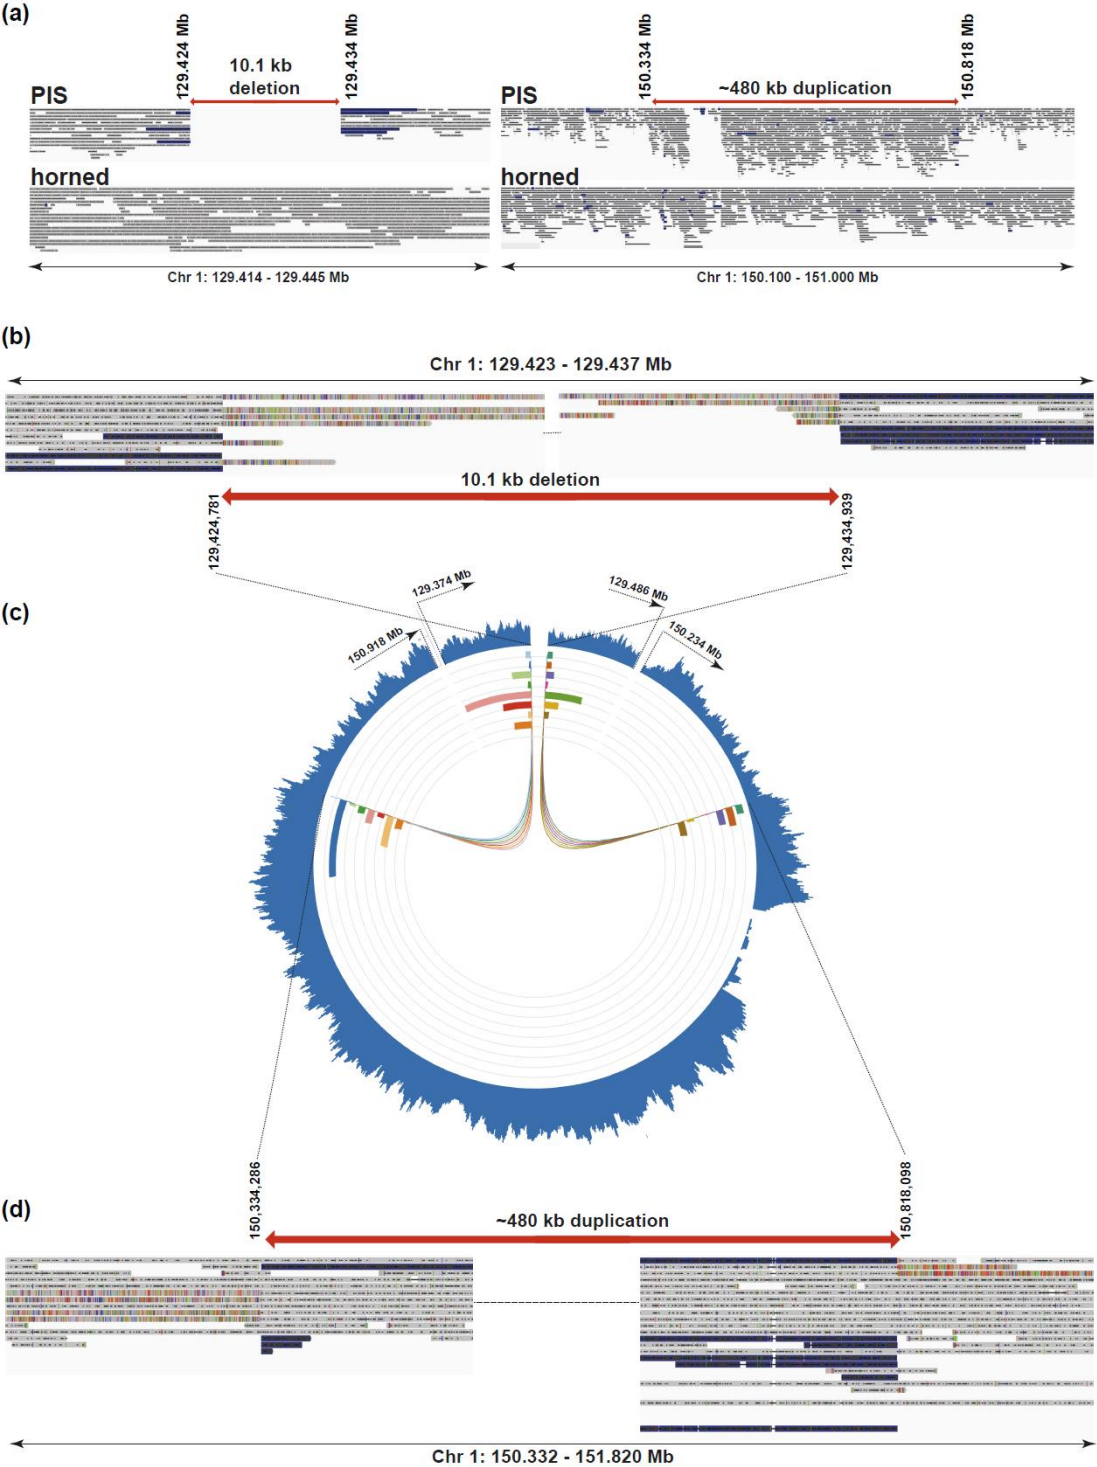 (a)
129.424 Mb
10.1 kb
deletion
129.434 Mb
150.334 Mb
~480 kb duplication
150.818 Mb
PIS
PIS
horned
horned
Chr 1: 129.414 - 129.445 Mb
Chr 1: 150.100 - 151.000 Mb
(b)
Chr 1: 129.423 - 129.437 Mb
10.1 kb deletion
129,424,781
129,434,939
(c)
150.918 Mb
129.374 Mb
129.486 Mb
150.234 Mb
150,334,286
150,818,098
(d)
~480 kb duplication
Chr 1: 150.332 - 151.820 Mb